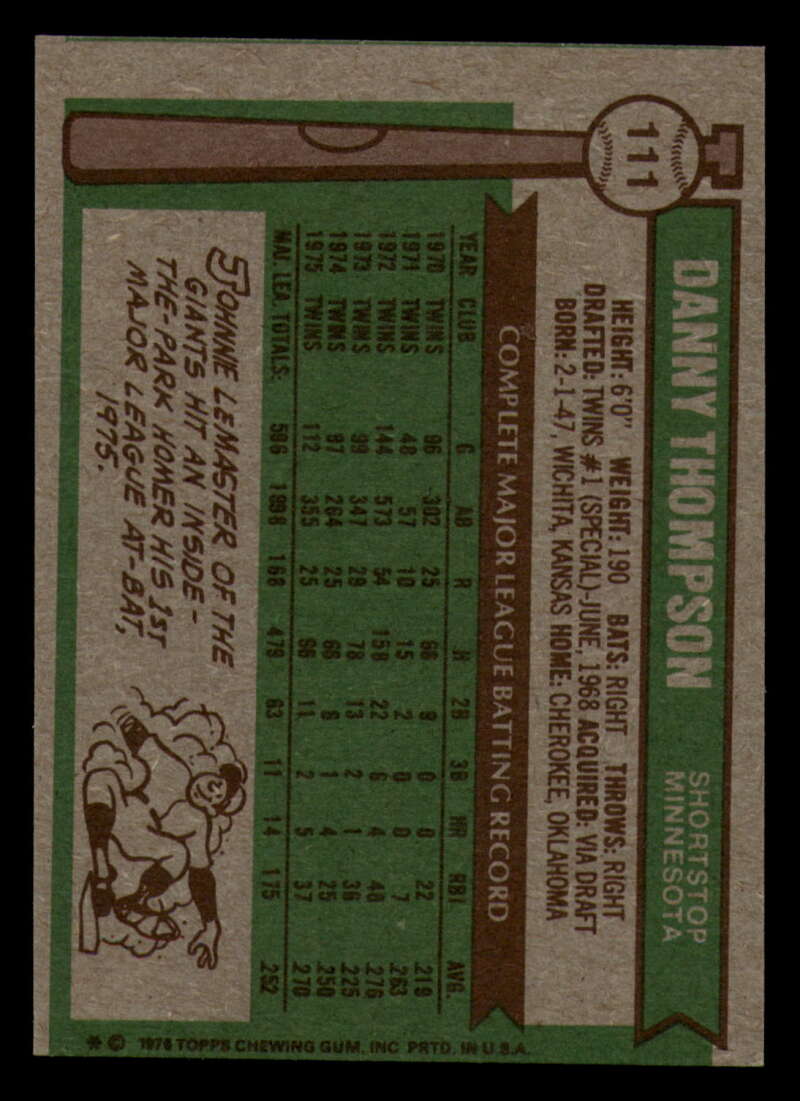 111
DANNY THOMPSON
SHORTSTOP
MINNESOTA
HEIGHT: 6'0" WEIGHT: 190 BATS: RIGHT THROWS: RIGHT
DRAFTED: TWINS #1 (SPECIAL)-JUNE, 1968 ACQUIRED: VIA DRAFT
BORN: 2-1-47, WICHITA, KANSAS HOME: CHEROKEE, OKLAHOMA
COMPLETE MAJOR LEAGUE BATTING RECORD
YEAR CLUB G AB R H 2B 3B HR RBI AVG.
1970 TWINS 96 302 25 66 9 0 0 22 .219
1971 TWINS 48 57 10 15 2 0 0 7 .263
1972 TWINS 144 573 54 158 22 6 4 40 .276
1973 TWINS 99 347 29 78 13 2 1 36 .225
1974 TWINS 97 264 25 66 6 1 4 25 .250
1975 TWINS 112 355 25 96 11 2 5 37 .270
MAJ. LEA. TOTALS: 596 1898 168 479 63 11 14 175 .252
JOHNNIE LEMASTER OF THE
GIANTS HIT AN INSIDE-
THE-PARK HOMER HIS 1ST
MAJOR LEAGUE AT-BAT,
1975.
* © 1976 TOPPS CHEWING GUM, INC. PRTD. IN U.S.A.